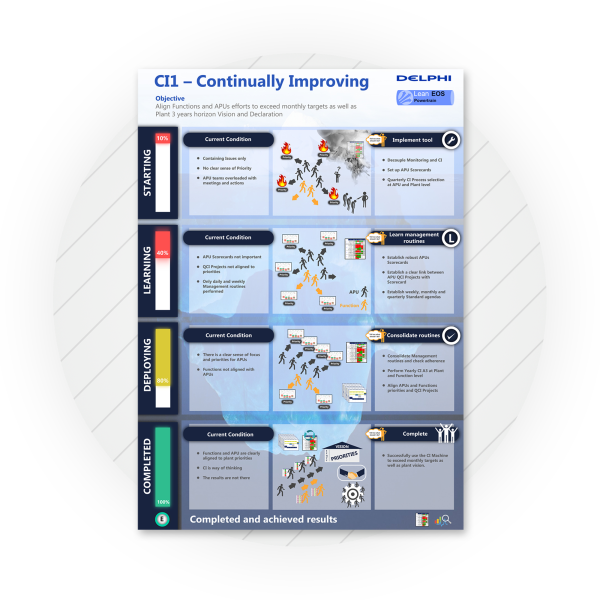 CI1 – Continually Improving
DELPHI
Lean EOS
Powertrain
Objective
Align Functions and APUs efforts to exceed monthly targets as well as
Plant 3 years horizon Vision and Declaration
STARTING
10%
Current Condition
Containing Issues only
No clear sense of Priority
APU teams overloaded with
meetings and actions
Implement tool
Decouple Monitoring and CI
Set up APU Scorecards
Quarterly CI Process selection
at APU and Plant level
LEARNING
40%
Current Condition
APU Scorecards not important
QCI Projects not aligned to
priorities
Only daily and weekly
Management routines
performed
APU
Functions
Learn management
routines
L
Establish robust APUs
Scorecards
Establish a clear link between
APU QCI Projects with
Scorecard
Establish weekly, monthly and
quarterly Standard agendas
DEPLOYING
80%
Current Condition
There is a clear sense of focus
and priorities for APUs
Functions not aligned with
APUs
Consolidate routines
Consolidate Management
routines and check adherence
Perform Yearly CI A3 at Plant
and Function level
Align APUs and Functions
priorities and QCI Projects
COMPLETED
100%
E
Current Condition
Functions and APU are clearly
aligned to plant priorities
CI is way of thinking
The results are not there
VISION
PRIORITIES
Complete
Successfully use the CI Machine
to exceed monthly targets as
well as plant vision.
Completed and achieved results